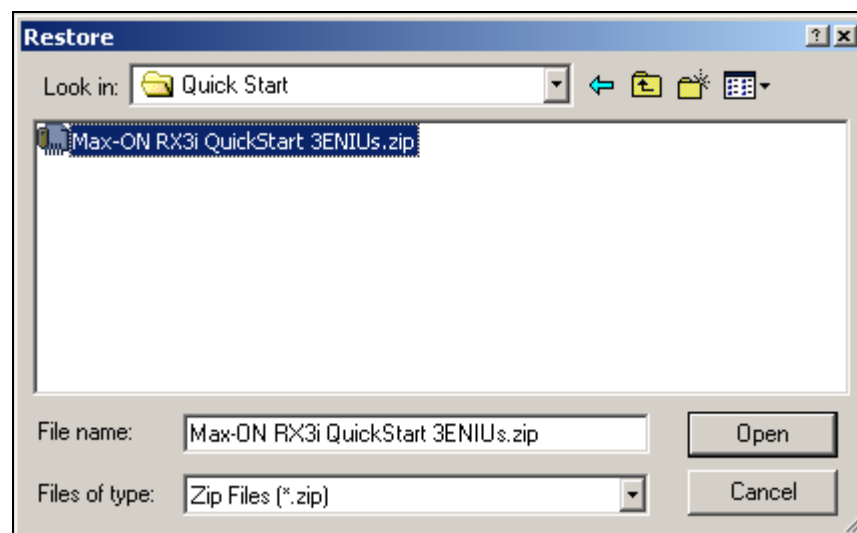 Restore
Look in: Quick Start
Max-ON RX3i QuickStart 3ENIUs.zip
File name: Max-ON RX3i QuickStart 3ENIUs.zip Open
Files of type: Zip Files (*.zip) Cancel